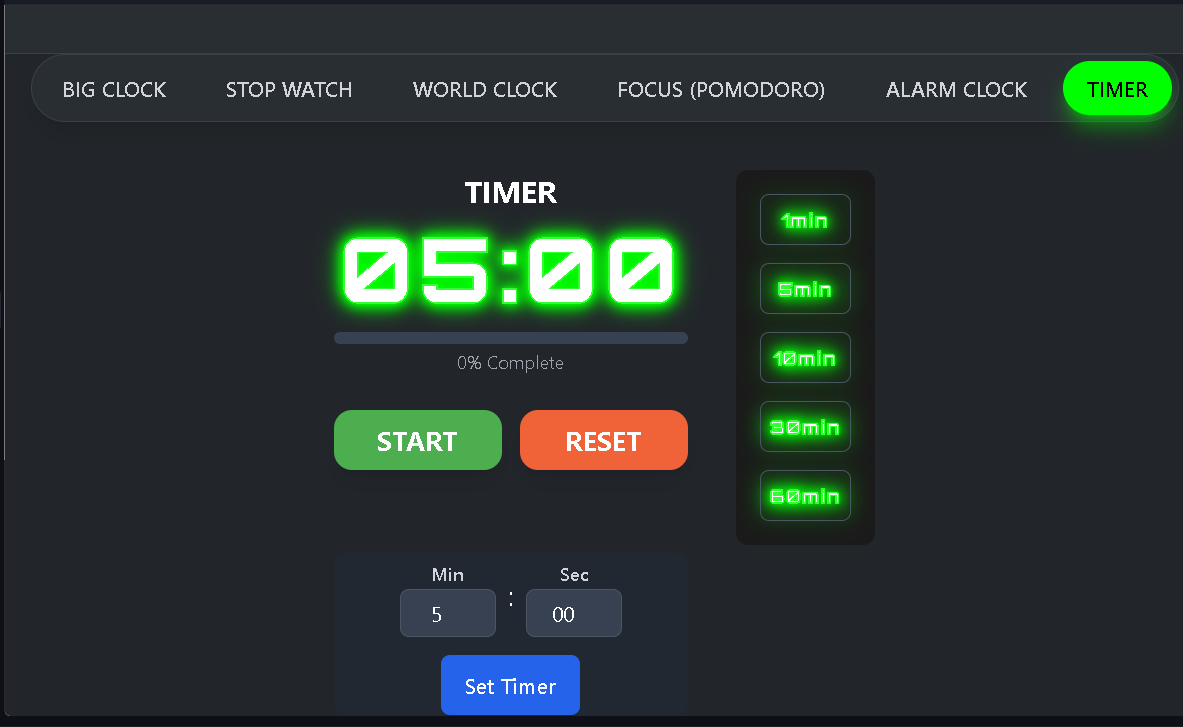 BIG CLOCK STOP WATCH WORLD CLOCK FOCUS (POMODORO) ALARM CLOCK TIMER
TIMER
05:00
0% Complete
START RESET
1min
5min
10min
30min
60min
Min Sec
5 : 00
Set Timer